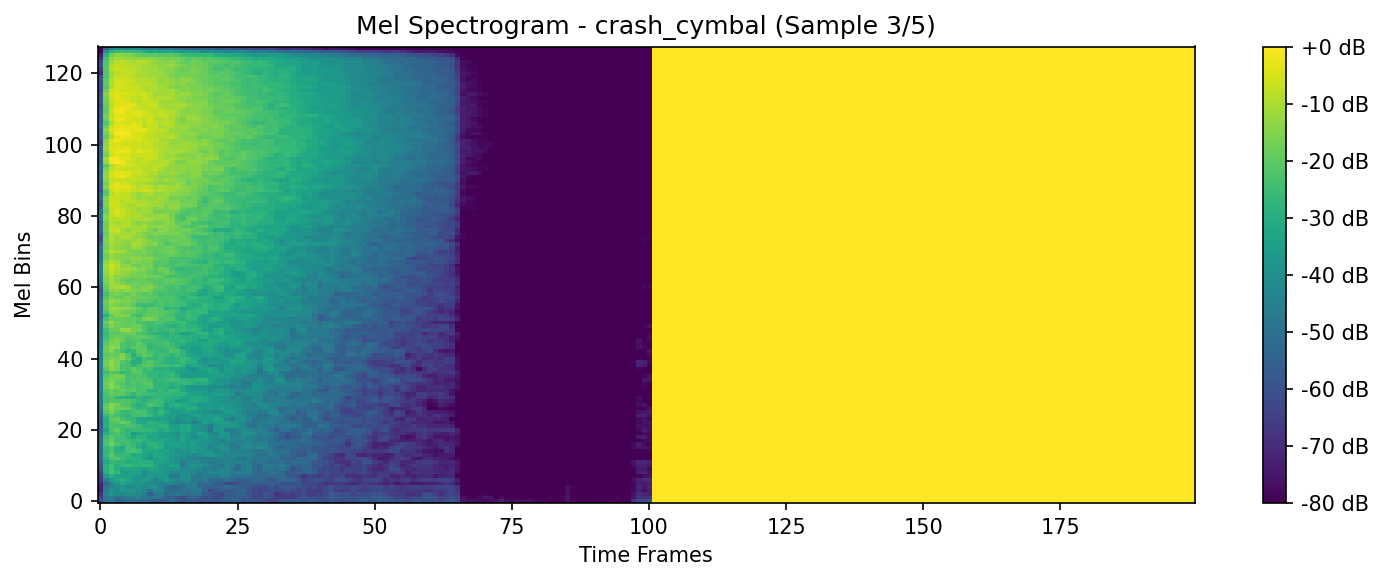 Mel Spectrogram - crash_cymbal (Sample 3/5)
Mel Bins
120
100
80
60
40
20
0
0 25 50 75 100 125 150 175
Time Frames
+0 dB
-10 dB
-20 dB
-30 dB
-40 dB
-50 dB
-60 dB
-70 dB
-80 dB